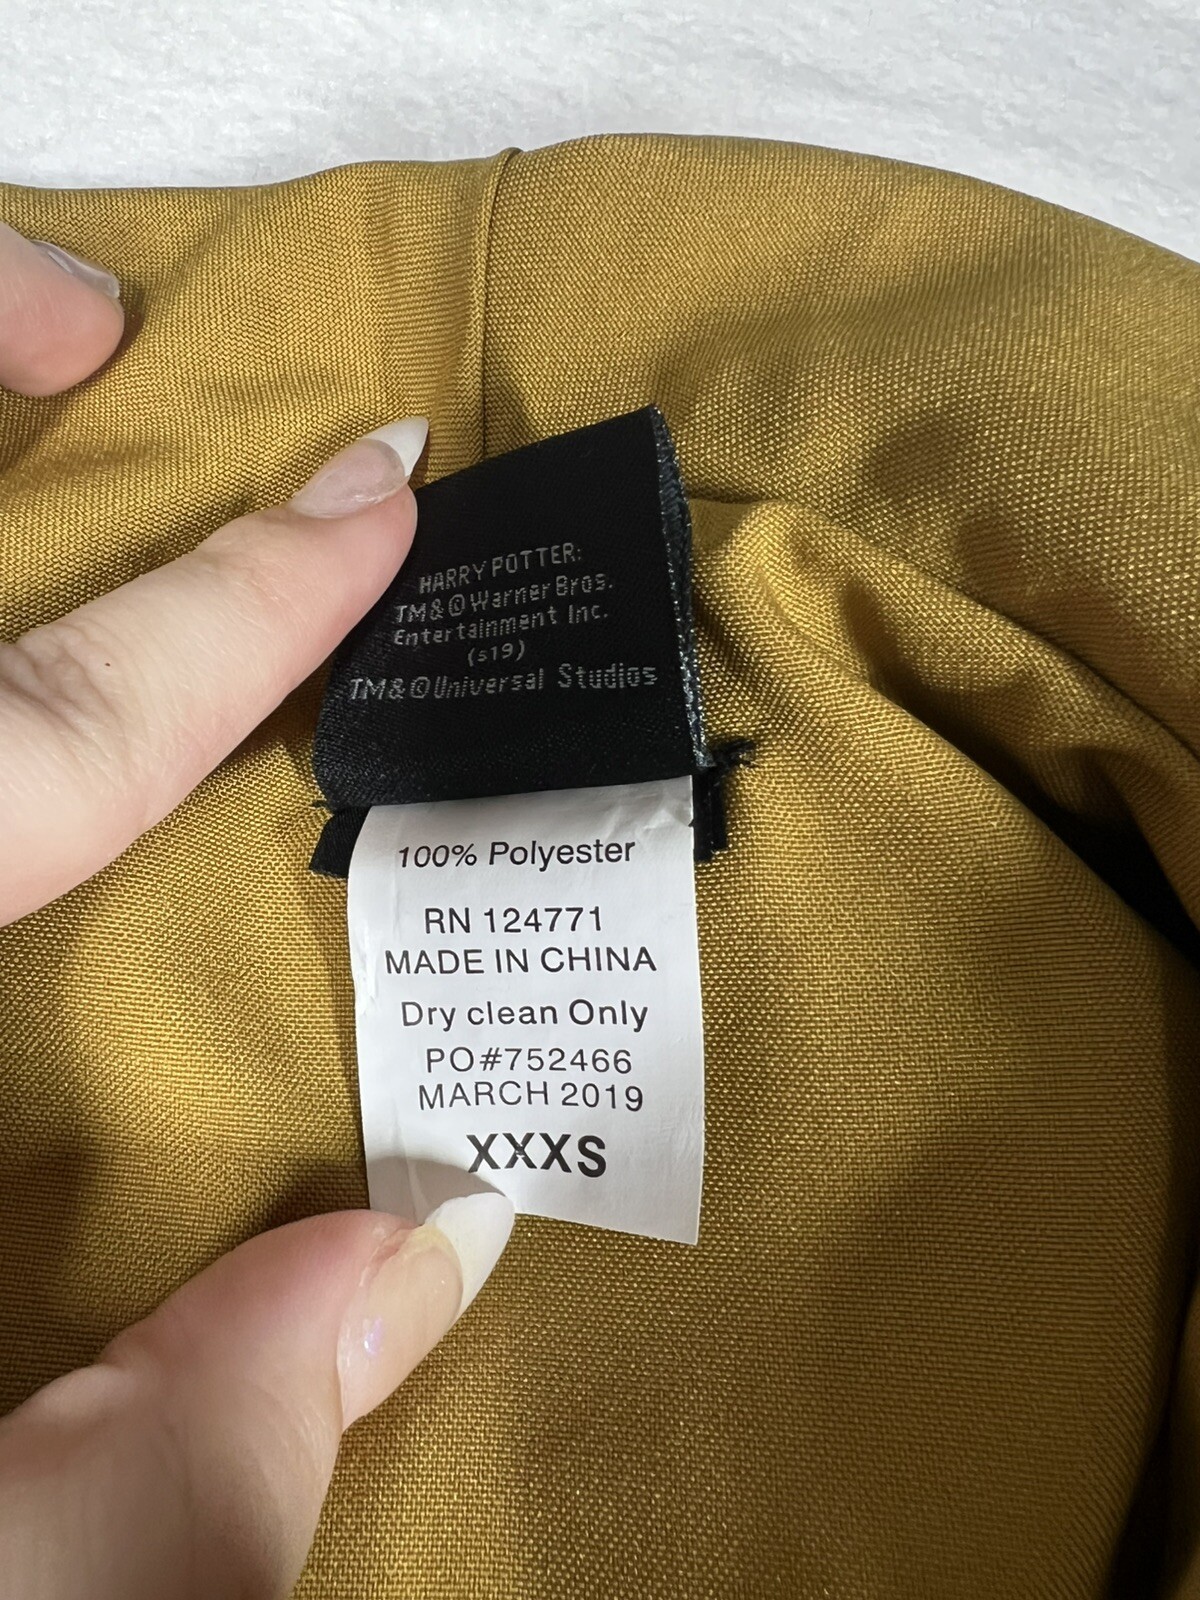 HARRY POTTER:
TM & © Warner Bros.
Entertainment Inc.
(s19)
TM & © Universal Studios
100% Polyester
RN 124771
MADE IN CHINA
Dry clean Only
PO#752466
MARCH 2019
XXXS